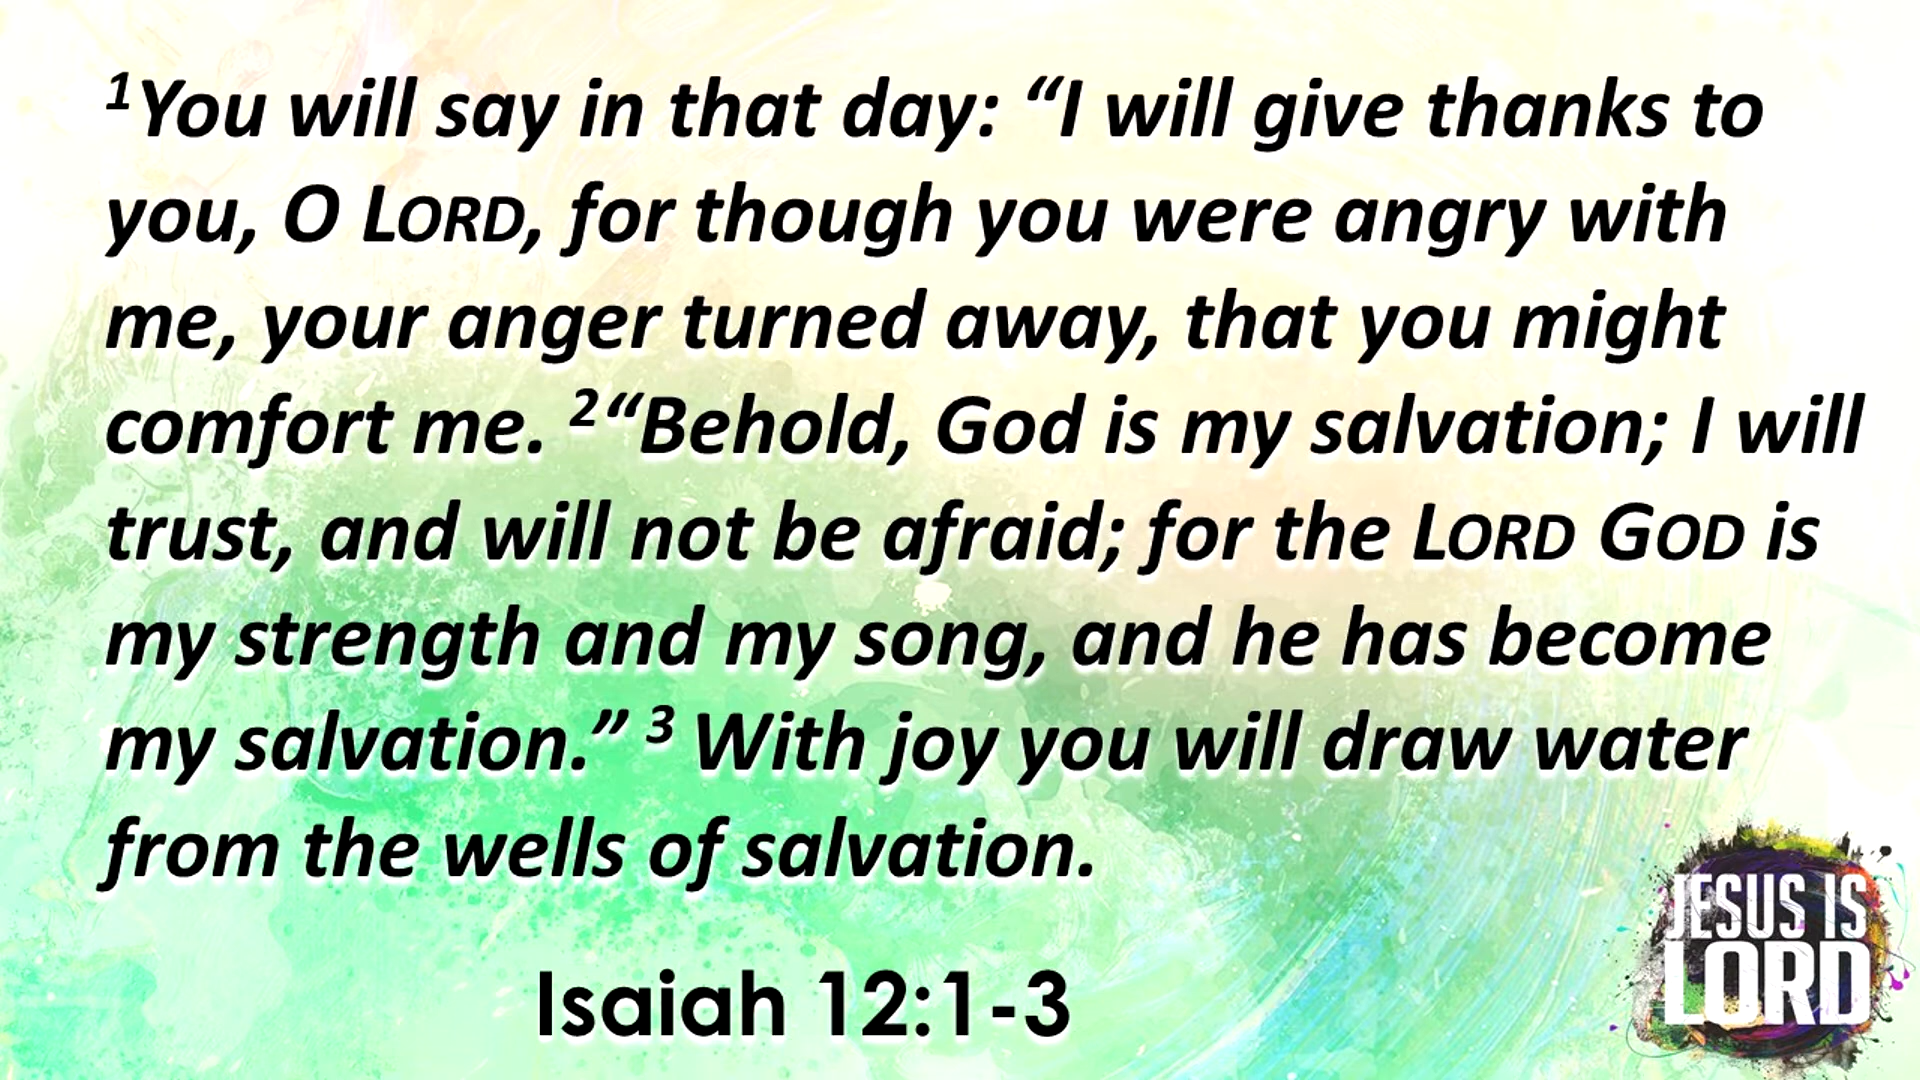 ¹You will say in that day: “I will give thanks to
you, O LORD, for though you were angry with
me, your anger turned away, that you might
comfort me. ²“Behold, God is my salvation; I will
trust, and will not be afraid; for the LORD GOD is
my strength and my song, and he has become
my salvation.” ³ With joy you will draw water
from the wells of salvation.
Isaiah 12:1-3
JESUS IS
LORD